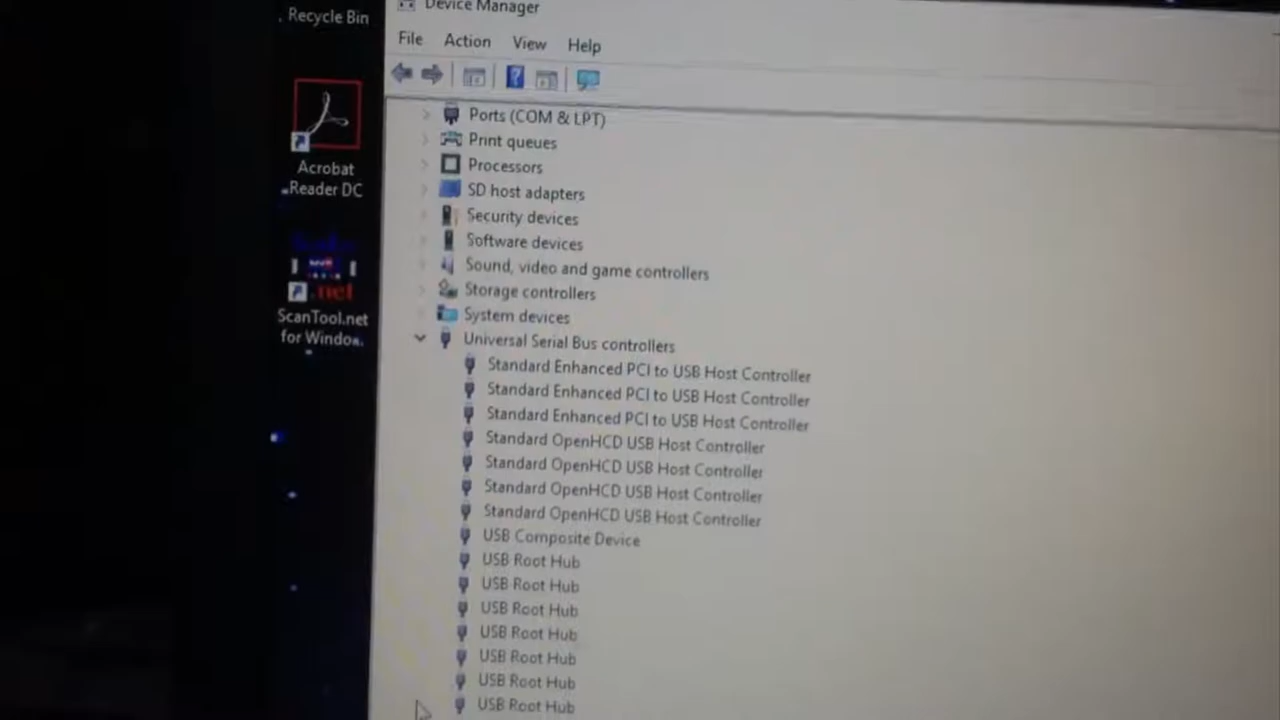 Recycle Bin
Acrobat
Reader DC
.net
ScanTool.net
for Windo...
Device Manager
File Action View Help
Ports (COM & LPT)
Print queues
Processors
SD host adapters
Security devices
Software devices
Sound, video and game controllers
Storage controllers
System devices
Universal Serial Bus controllers
Standard Enhanced PCI to USB Host Controller
Standard Enhanced PCI to USB Host Controller
Standard Enhanced PCI to USB Host Controller
Standard OpenHCD USB Host Controller
Standard OpenHCD USB Host Controller
Standard OpenHCD USB Host Controller
Standard OpenHCD USB Host Controller
USB Composite Device
USB Root Hub
USB Root Hub
USB Root Hub
USB Root Hub
USB Root Hub
USB Root Hub
USB Root Hub